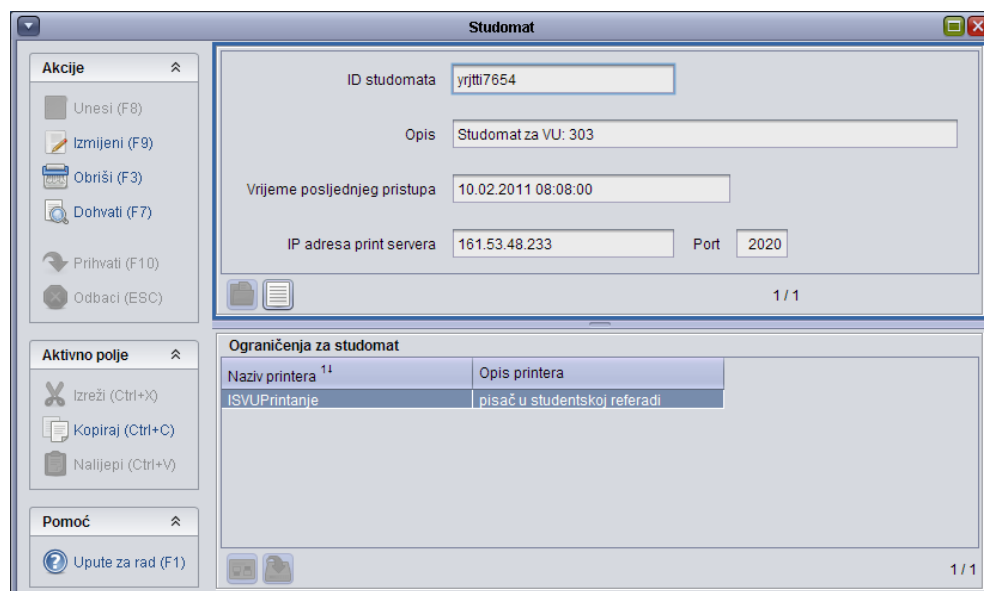 Studomat
Akcije
Unesi (F8)
Izmijeni (F9)
Obriši (F3)
Dohvati (F7)
Prihvati (F10)
Odbaci (ESC)
Aktivno polje
Izreži (Ctrl+X)
Kopiraj (Ctrl+C)
Nalijepi (Ctrl+V)
Pomoć
Upute za rad (F1)
ID studomata yrjtti7654
Opis Studomat za VU: 303
Vrijeme posljednjeg pristupa 10.02.2011 08:08:00
IP adresa print servera 161.53.48.233 Port 2020
1 / 1
Ograničenja za studomat
Naziv printera 1↓ Opis printera
ISVUPrintanje pisač u studentskoj referadi
1 / 1